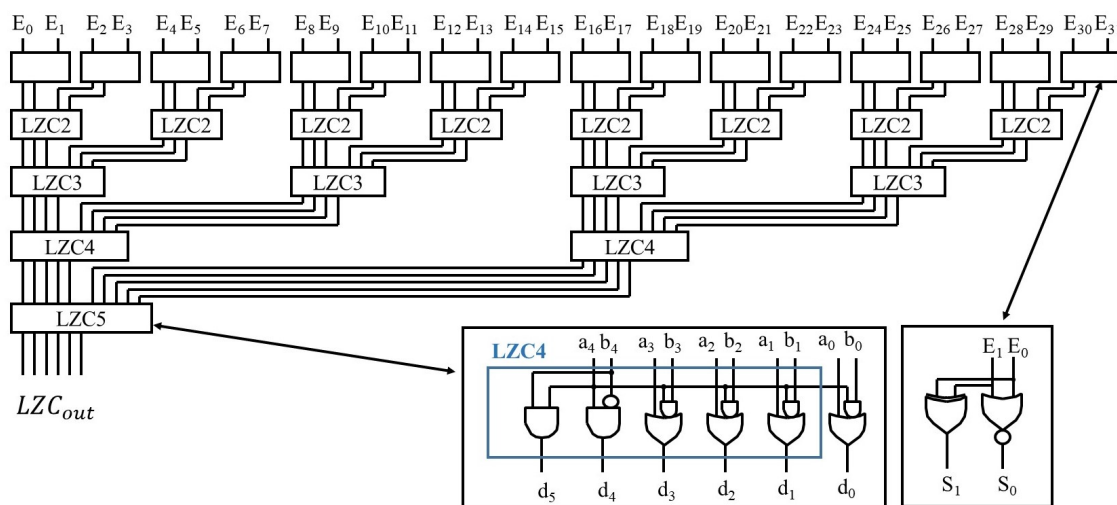 E0 E1 E2 E3 E4 E5 E6 E7 E8 E9 E10 E11 E12 E13 E14 E15 E16 E17 E18 E19 E20 E21 E22 E23 E24 E25 E26 E27 E28 E29 E30 E3
LZC2 LZC2 LZC2 LZC2 LZC2 LZC2 LZC2 LZC2
LZC3 LZC3 LZC3 LZC3
LZC4 LZC4
LZC5
LZCout
LZC4
a4 b4 a3 b3 a2 b2 a1 b1 a0 b0
d5 d4 d3 d2 d1 d0
E1 E0
S1 S0